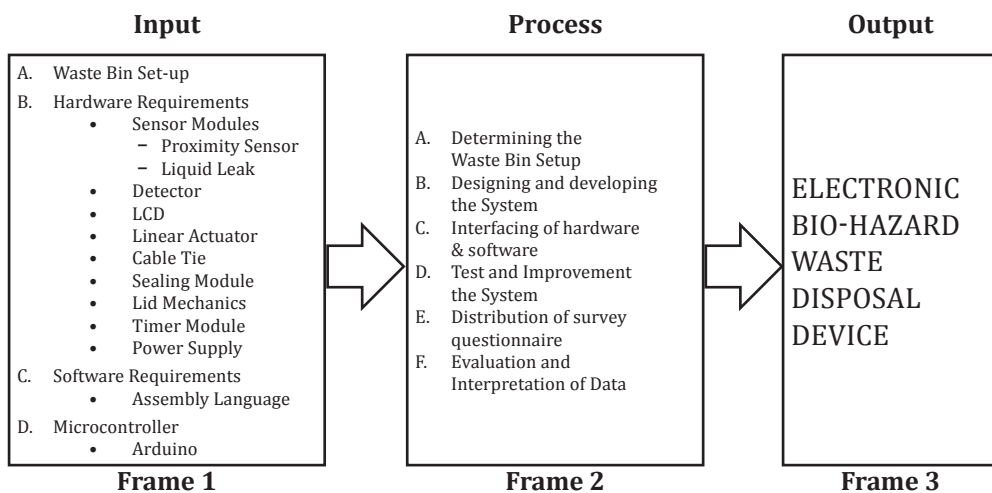 Input
A. Waste Bin Set-up
B. Hardware Requirements
• Sensor Modules
– Proximity Sensor
– Liquid Leak
• Detector
• LCD
• Linear Actuator
• Cable Tie
• Sealing Module
• Lid Mechanics
• Timer Module
• Power Supply
C. Software Requirements
• Assembly Language
D. Microcontroller
• Arduino
Frame 1
Process
A. Determining the
Waste Bin Setup
B. Designing and developing
the System
C. Interfacing of hardware
& software
D. Test and Improvement
the System
E. Distribution of survey
questionnaire
F. Evaluation and
Interpretation of Data
Frame 2
Output
ELECTRONIC
BIO-HAZARD
WASTE
DISPOSAL
DEVICE
Frame 3